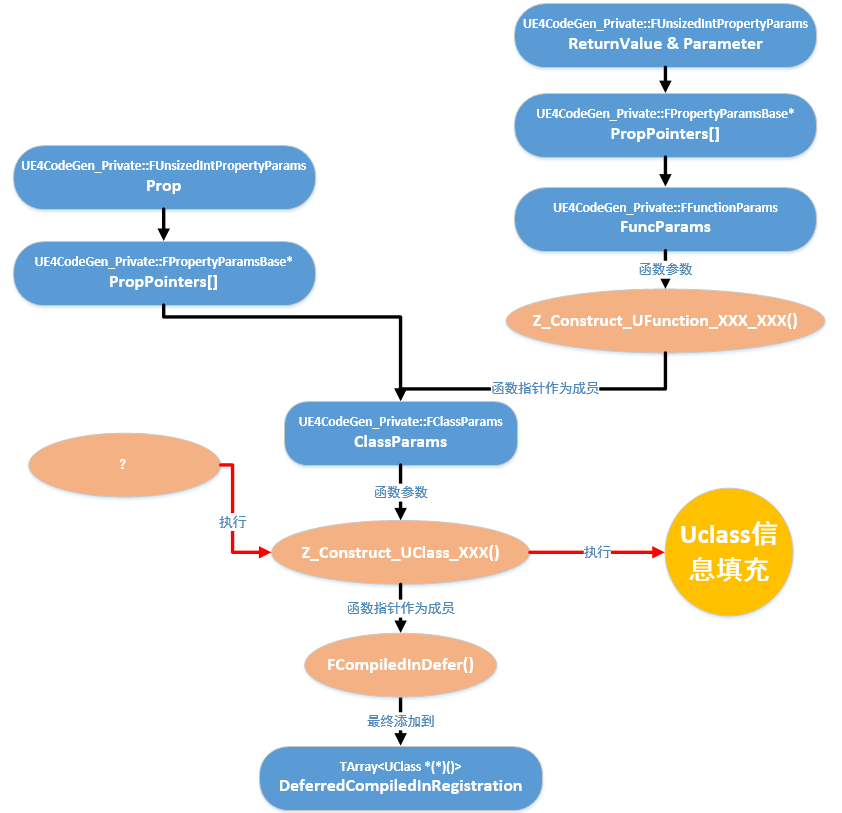 UE4CodeGen_Private::FUnsizedIntPropertyParams
ReturnValue & Parameter
UE4CodeGen_Private::FPropertyParamsBase*
PropPointers[]
UE4CodeGen_Private::FUnsizedIntPropertyParams
Prop
UE4CodeGen_Private::FFunctionParams
FuncParams
UE4CodeGen_Private::FPropertyParamsBase*
PropPointers[]
函数参数
Z_Construct_UFunction_XXX_XXX()
函数指针作为成员
UE4CodeGen_Private::FClassParams
ClassParams
?
函数参数
执行
Z_Construct_UClass_XXX()
执行
Uclass信
息填充
函数指针作为成员
FCompiledInDefer()
最终添加到
TArray<UClass *(*)()>
DeferredCompiledInRegistration